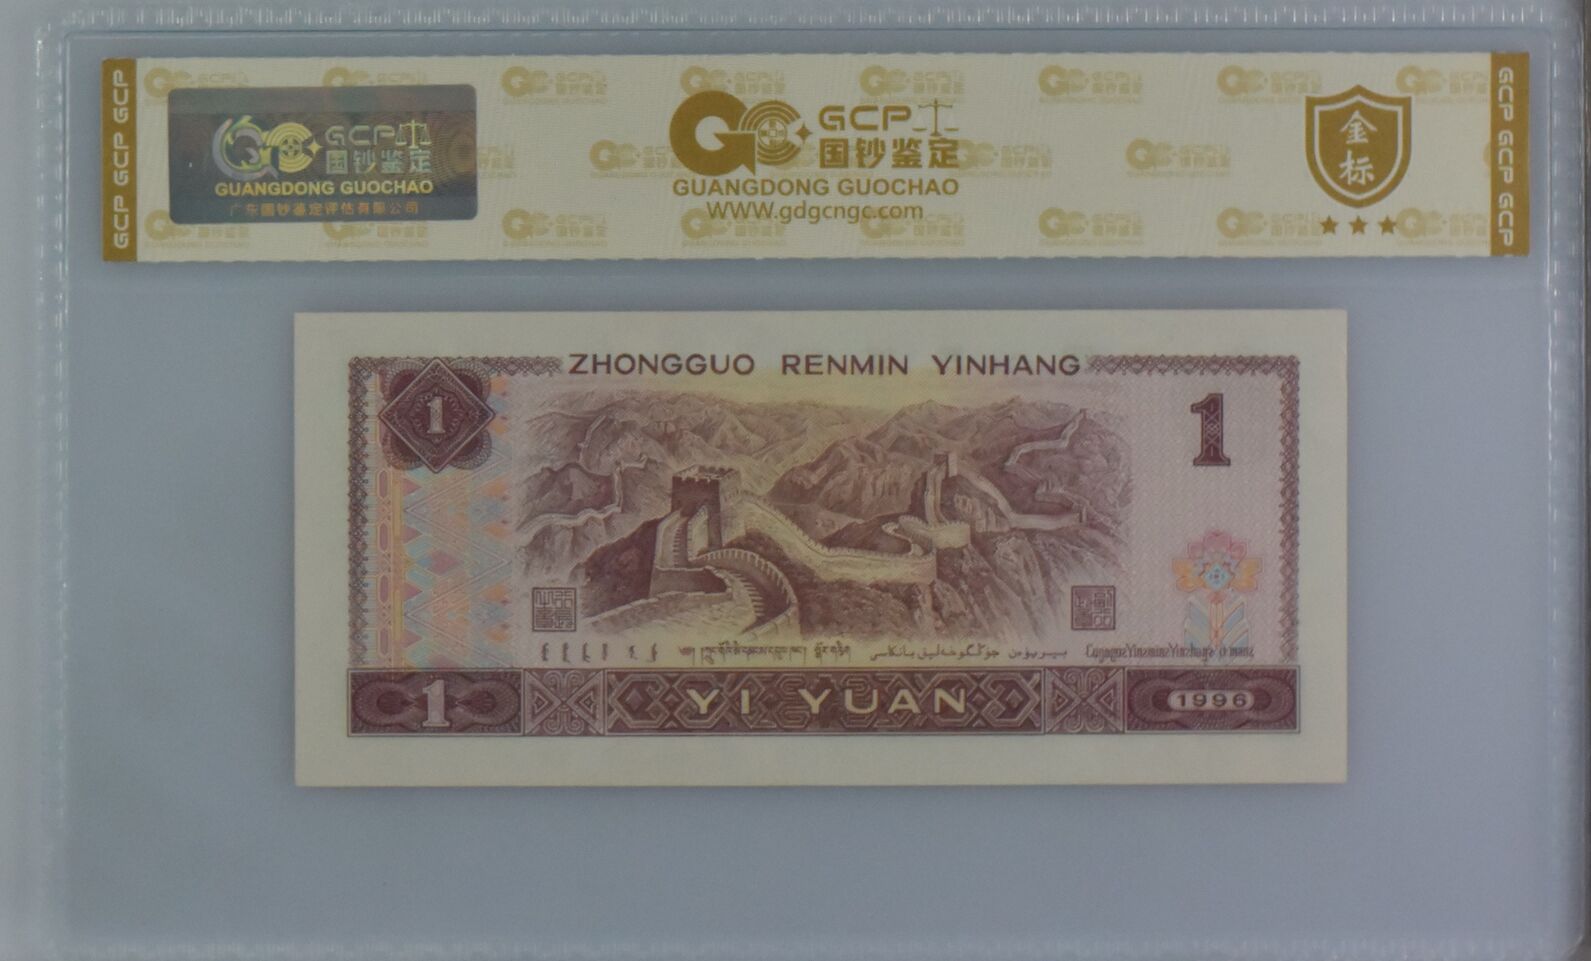 GCP 国钞鉴定
GUANGDONG GUOCHAO
广东国钞鉴定评估有限公司
GCP 国钞鉴定
GUANGDONG GUOCHAO
WWW.gdgcngc.com
金标
GCP GCP GCP
GCP GCP GCP
ZHONGGUO RENMIN YINHANG
1
1
1
YI YUAN
1996